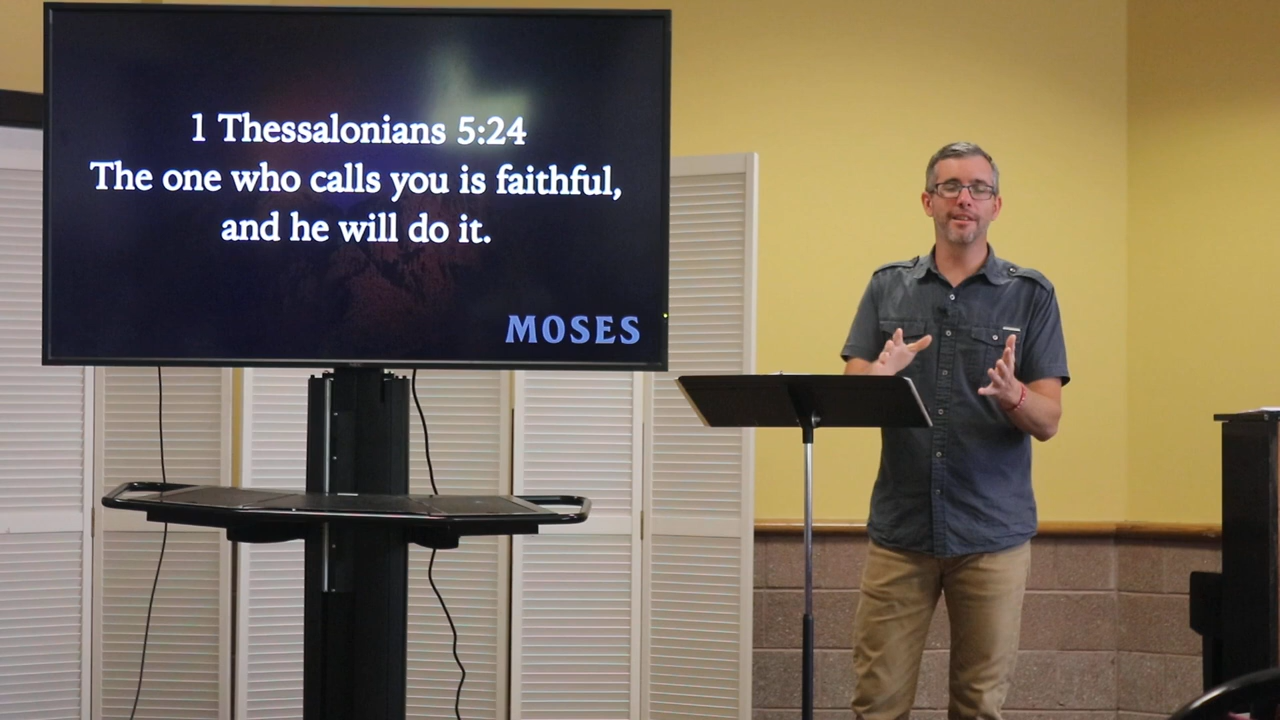 1 Thessalonians 5:24
The one who calls you is faithful,
and he will do it.
MOSES